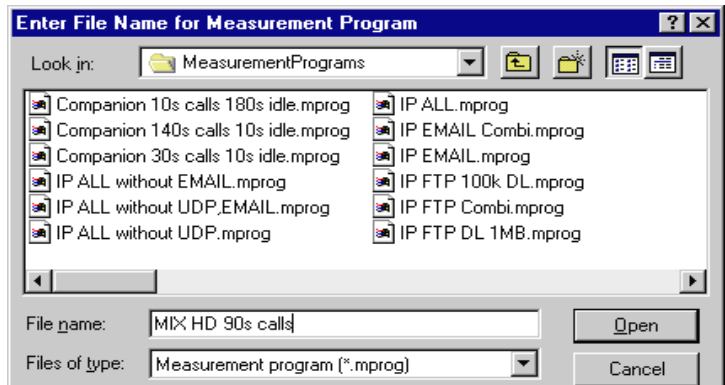 Enter File Name for Measurement Program
Look in: MeasurementPrograms
Companion 10s calls 180s idle.mprog
Companion 140s calls 10s idle.mprog
Companion 30s calls 10s idle.mprog
IP ALL without EMAIL.mprog
IP ALL without UDP,EMAIL.mprog
IP ALL without UDP.mprog
IP ALL.mprog
IP EMAIL Combi.mprog
IP EMAIL.mprog
IP FTP 100k DL.mprog
IP FTP Combi.mprog
IP FTP DL 1MB.mprog
File name: MIX HD 90s calls Open
Files of type: Measurement program (*.mprog) Cancel